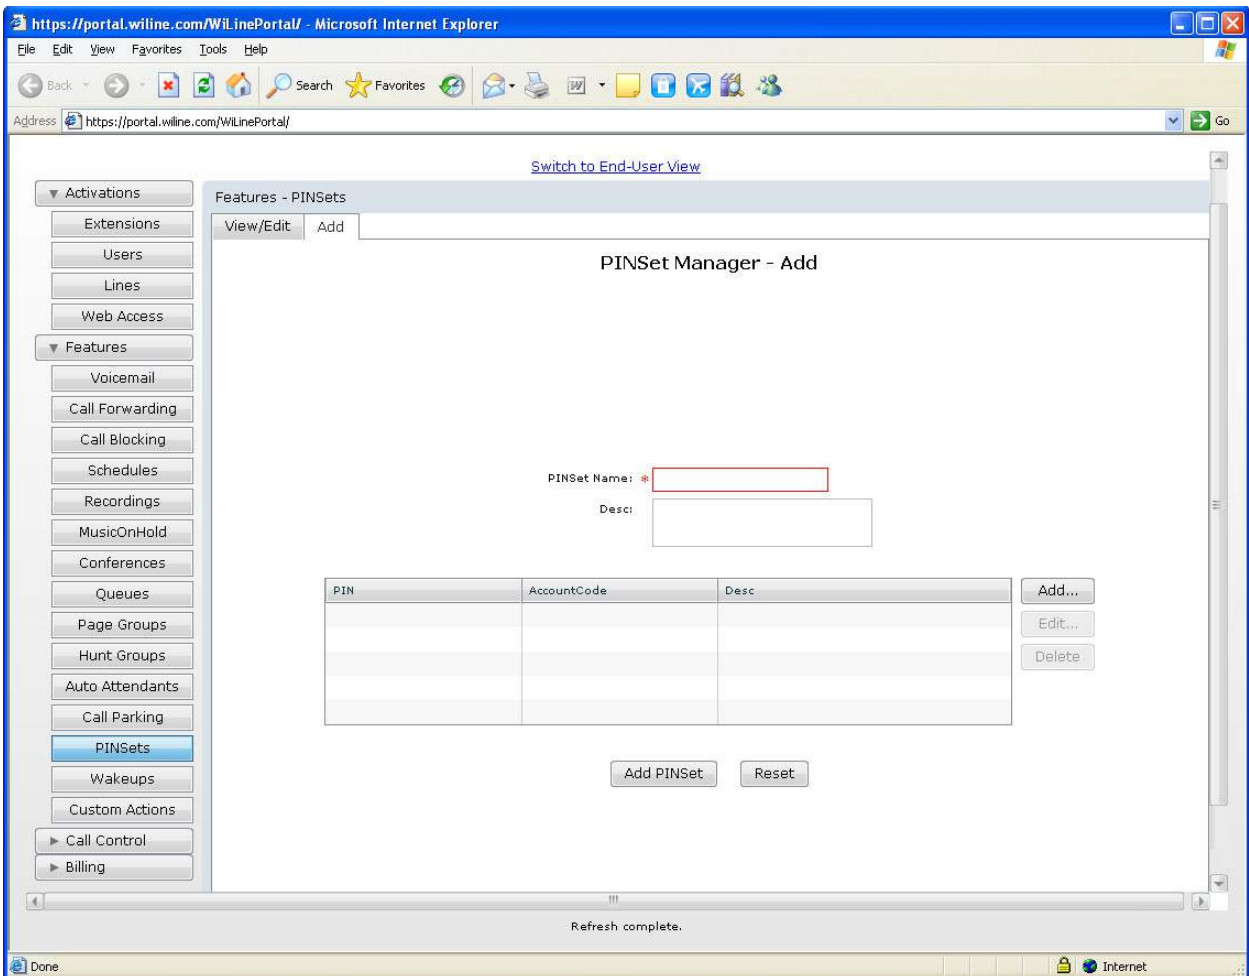 https://portal.wiline.com/WiLinePortal/ - Microsoft Internet Explorer
File Edit View Favorites Tools Help
Back Search Favorites
Address https://portal.wiline.com/WiLinePortal/ Go
Switch to End-User View
▼ Activations
Extensions
Users
Lines
Web Access
▼ Features
Voicemail
Call Forwarding
Call Blocking
Schedules
Recordings
MusicOnHold
Conferences
Queues
Page Groups
Hunt Groups
Auto Attendants
Call Parking
PINSets
Wakeups
Custom Actions
► Call Control
► Billing
Features - PINSets
View/Edit Add
PINSet Manager - Add
PINSet Name: *
Desc:
PIN AccountCode Desc
Add...
Edit...
Delete
Add PINSet Reset
Refresh complete.
Done Internet